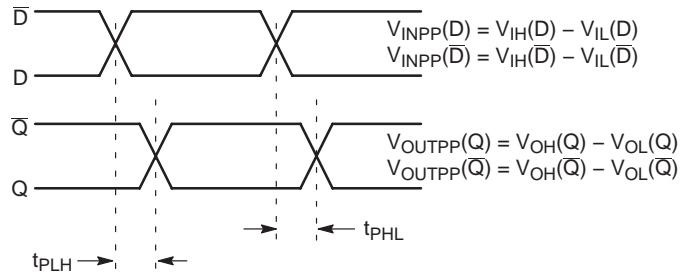 D̅
D
V_INPP(D) = V_IH(D) – V_IL(D)
V_INPP(D̅) = V_IH(D̅) – V_IL(D̅)
Q̅
Q
V_OUTPP(Q) = V_OH(Q) – V_OL(Q)
V_OUTPP(Q̅) = V_OH(Q̅) – V_OL(Q̅)
t_PHL
t_PLH